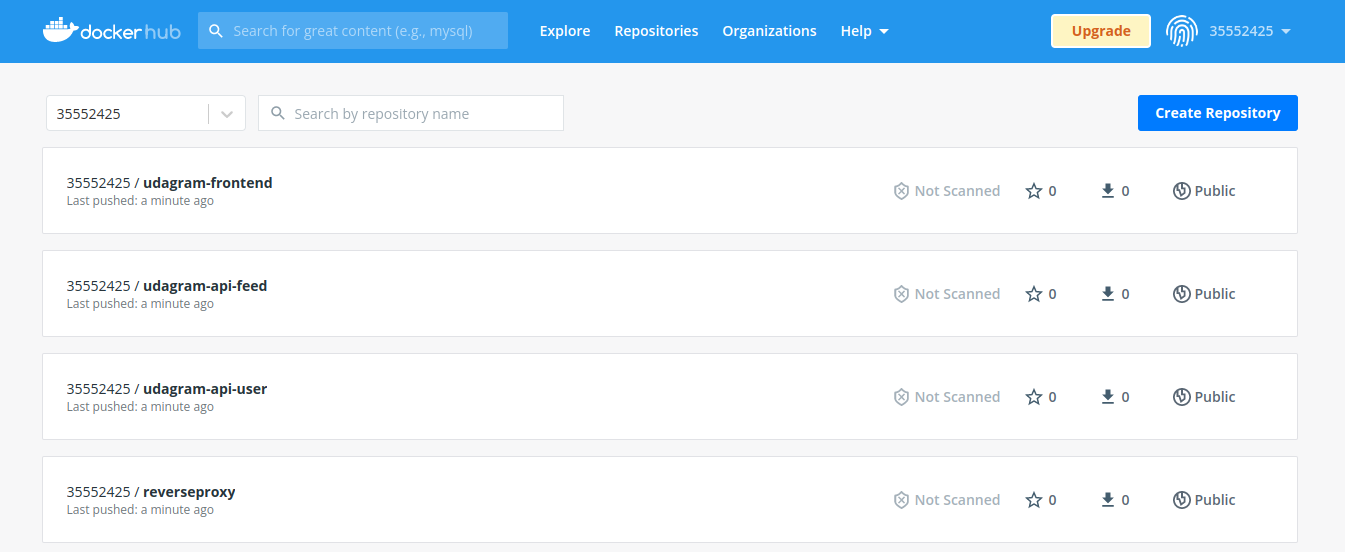 docker hub Search for great content (e.g., mysql) Explore Repositories Organizations Help Upgrade 35552425
35552425 Search by repository name Create Repository
35552425 / udagram-frontend
Last pushed: a minute ago
Not Scanned 0 0 Public
35552425 / udagram-api-feed
Last pushed: a minute ago
Not Scanned 0 0 Public
35552425 / udagram-api-user
Last pushed: a minute ago
Not Scanned 0 0 Public
35552425 / reverseproxy
Last pushed: a minute ago
Not Scanned 0 0 Public